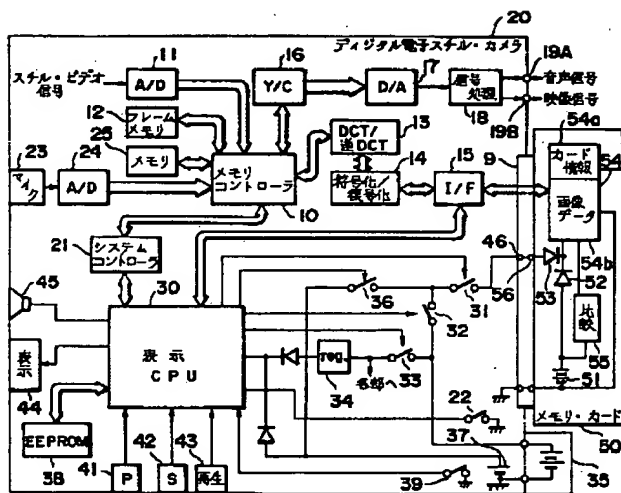 20
ディジタル電子スチル・カメラ
11
16
17
19A
スチル・ビデオ
信号
A/D
Y/C
D/A
信号
処理
音声信号
映像信号
18
19B
12
フレーム
メモリ
25
メモリ
DCT/
逆DCT
13
54a
23
24
マイク
A/D
メモリ
コントローラ
10
符号化/
復号化
14
15
I/F
9
カード
情報
54
画像
データ
21
システム
コントローラ
46
54b
45
30
36
31
56
53
52
表示
CPU
32
比較
55
reg.
34
33
各部へ
51
表示
44
22
37
メモリ・カード
50
EEPROM
38
41
P
42
S
43
再生
39
35